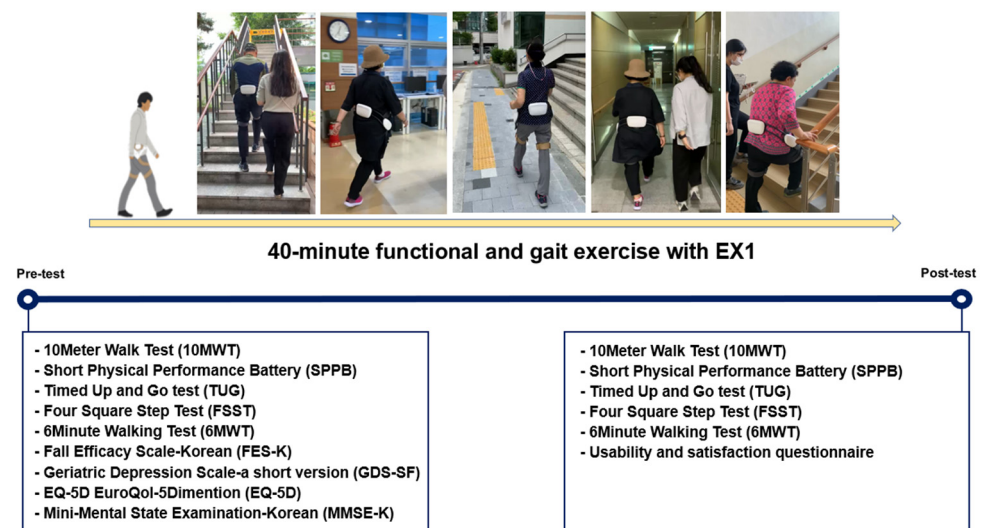 40-minute functional and gait exercise with EX1
Pre-test
Post-test
- 10Meter Walk Test (10MWT)
- Short Physical Performance Battery (SPPB)
- Timed Up and Go test (TUG)
- Four Square Step Test (FSST)
- 6Minute Walking Test (6MWT)
- Fall Efficacy Scale-Korean (FES-K)
- Geriatric Depression Scale-a short version (GDS-SF)
- EQ-5D EuroQol-5Dimention (EQ-5D)
- Mini-Mental State Examination-Korean (MMSE-K)
- 10Meter Walk Test (10MWT)
- Short Physical Performance Battery (SPPB)
- Timed Up and Go test (TUG)
- Four Square Step Test (FSST)
- 6Minute Walking Test (6MWT)
- Usability and satisfaction questionnaire